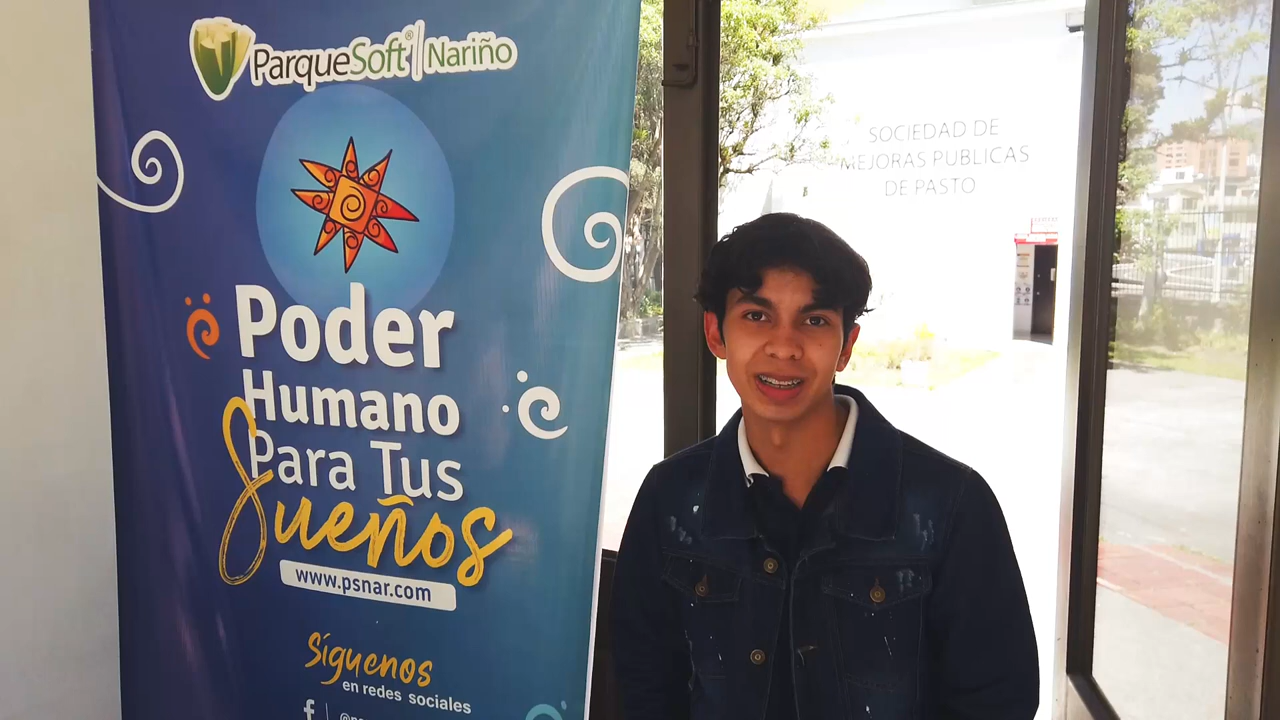 ParqueSoft® | Nariño
Poder
Humano
Para Tus
Sueños
www.psnar.com
Síguenos
en redes sociales
f |
SOCIEDAD DE
MEJORAS PUBLICAS
DE PASTO